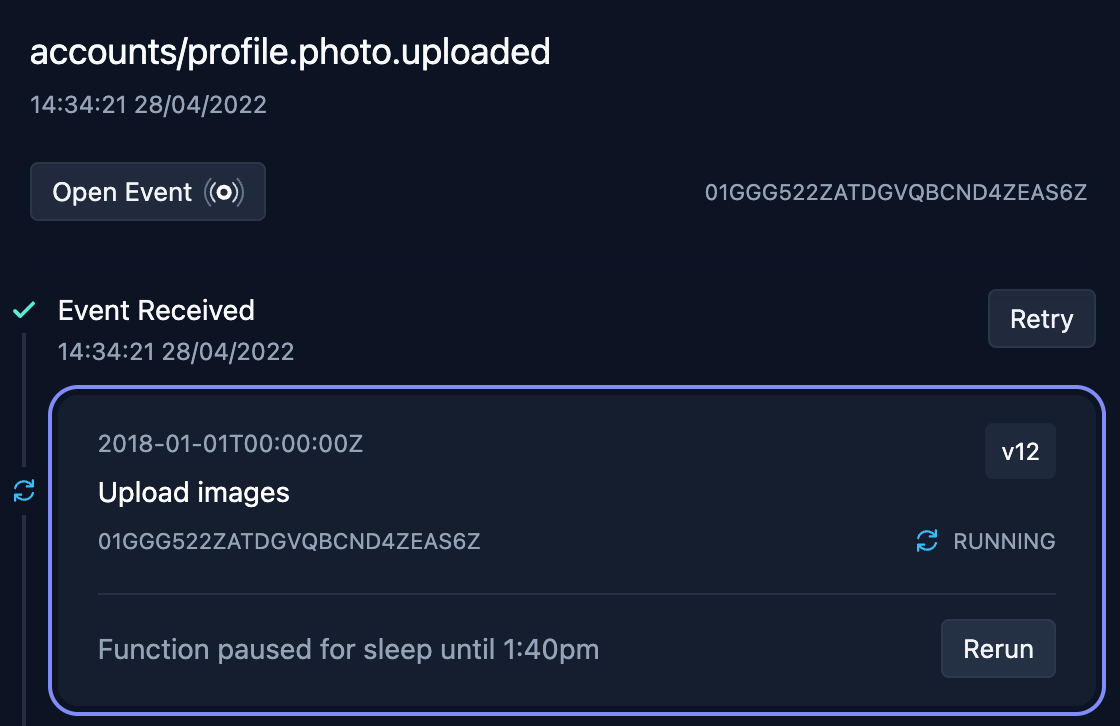 accounts/profile.photo.uploaded
14:34:21 28/04/2022
Open Event
01GGG522ZATDGVQBCND4ZEAS6Z
Event Received
Retry
14:34:21 28/04/2022
2018-01-01T00:00:00Z
v12
Upload images
01GGG522ZATDGVQBCND4ZEAS6Z
RUNNING
Function paused for sleep until 1:40pm
Rerun